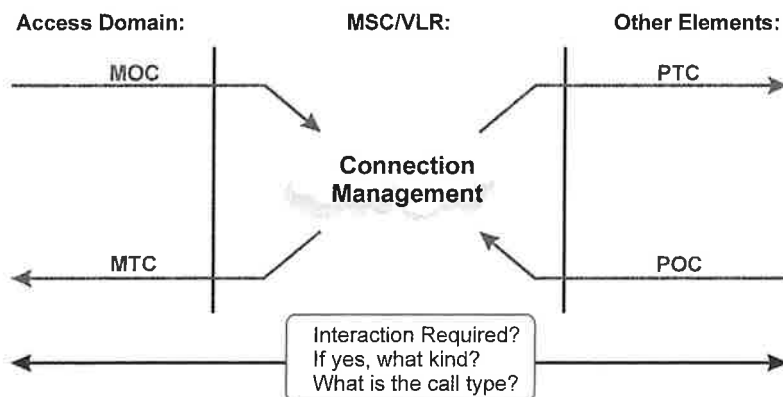 Access Domain: MSC/VLR: Other Elements:
MOC PTC
Connection
Management
MTC POC
Interaction Required?
If yes, what kind?
What is the call type?